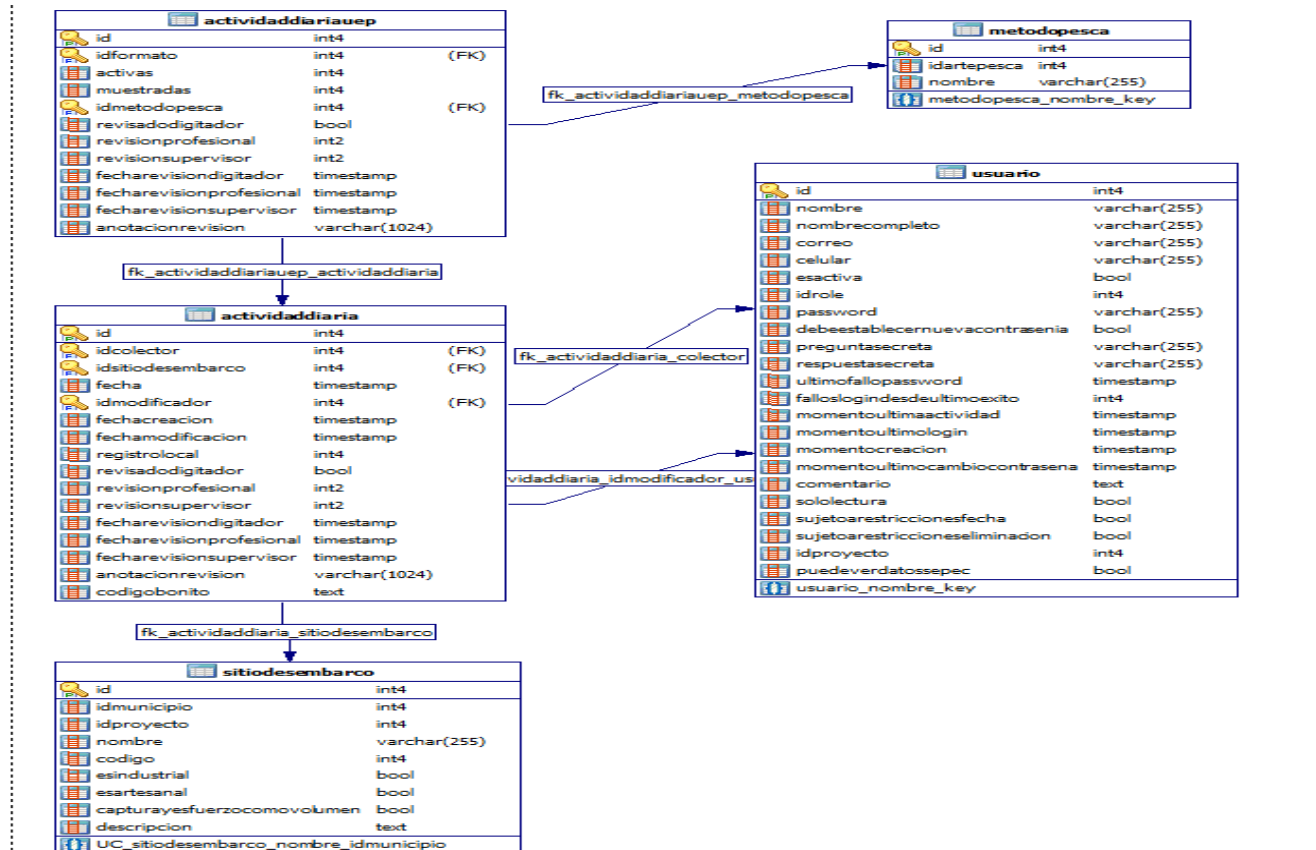 actividaddiariauep
id int4
idformato int4 (FK)
activas int4
muestradas int4
idmetodopesca int4 (FK)
revisadodigitador bool
revisionprofesional int2
revisionsupervisor int2
fecharevisiondigitador timestamp
fecharevisionprofesional timestamp
fecharevisionsupervisor timestamp
anotacionrevision varchar(1024)
fk_actividaddiariauep_metodopesca
metodopesca
id int4
idartepesca int4
nombre varchar(255)
metodopesca_nombre_key
fk_actividaddiariauep_actividaddiaria
actividaddiaria
id int4
idcolector int4 (FK)
idsitiodesembarco int4 (FK)
fecha timestamp
idmodificador int4 (FK)
fechacreacion timestamp
fechamodificacion timestamp
registrolocal int4
revisadodigitador bool
revisionprofesional int2
revisionsupervisor int2
fecharevisiondigitador timestamp
fecharevisionprofesional timestamp
fecharevisionsupervisor timestamp
anotacionrevision varchar(1024)
codigobonito text
fk_actividaddiaria_colector
vidaddiaria_idmodificador_us
usuario
id int4
nombre varchar(255)
nombrecompleto varchar(255)
correo varchar(255)
celular varchar(255)
esactiva bool
idrole int4
password varchar(255)
debeestablecernuevacontrasenia bool
preguntasecreta varchar(255)
respuestasecreta varchar(255)
ultimofallopassword timestamp
falloslogindesdeultimoexito int4
momentoultimaactividad timestamp
momentoultimologin timestamp
momentocreacion timestamp
momentoultimocambiocontrasena timestamp
comentario text
sololectura bool
sujetoarestriccionesfecha bool
sujetoarestriccioneseliminadon bool
idproyecto int4
puedeverdatossepec bool
usuario_nombre_key
fk_actividaddiaria_sitiodesembarco
sitiodesembarco
id int4
idmunicipio int4
idproyecto int4
nombre varchar(255)
codigo int4
esindustrial bool
esartesanal bool
capturayesfuerzocomovolumen bool
descripcion text
UC_sitiodesembarco_nombre_idmunicipio